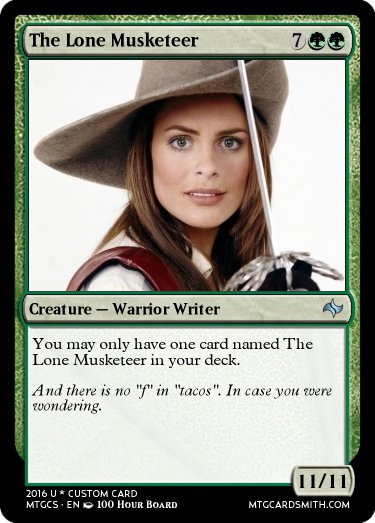 The Lone Musketeer 7
Creature — Warrior Writer
You may only have one card named The
Lone Musketeer in your deck.
And there is no "f" in "tacos". In case you were
wondering.
11/11
2016 U * CUSTOM CARD
MTGCS · EN 100 HOUR BOARD
MTGCARDSMITH.COM